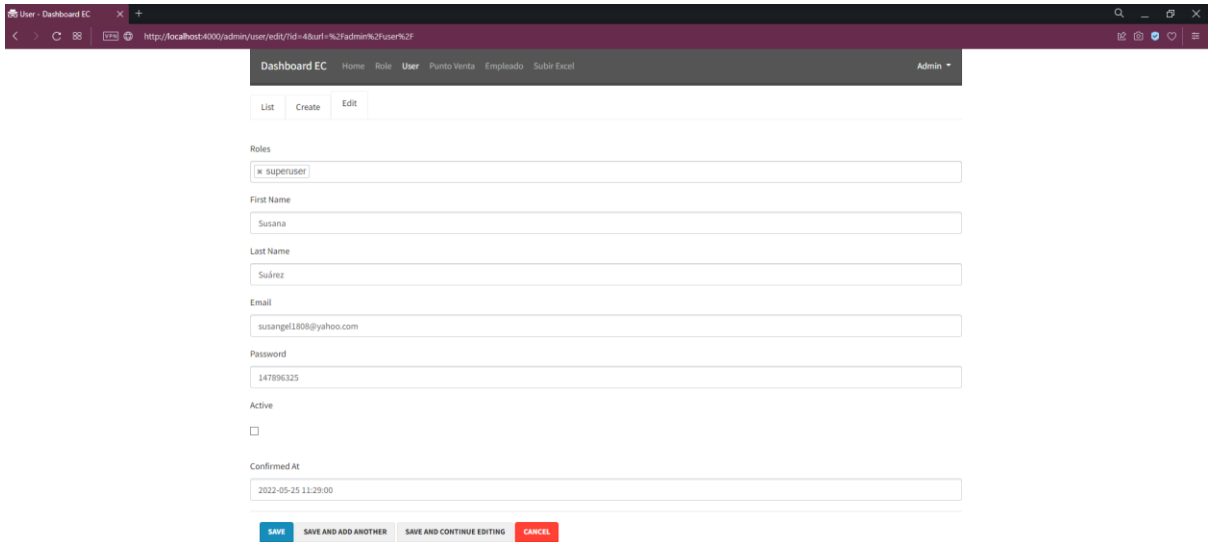 User - Dashboard EC
VPN http://localhost:4000/admin/user/edit/?id=4&url=%2Fadmin%2Fuser%2F
Dashboard EC Home Role User Punto Venta Empleado Subir Excel Admin
List Create Edit
Roles
× superuser
First Name
Susana
Last Name
Suárez
Email
susangel1808@yahoo.com
Password
147896325
Active
Confirmed At
2022-05-25 11:29:00
SAVE SAVE AND ADD ANOTHER SAVE AND CONTINUE EDITING CANCEL